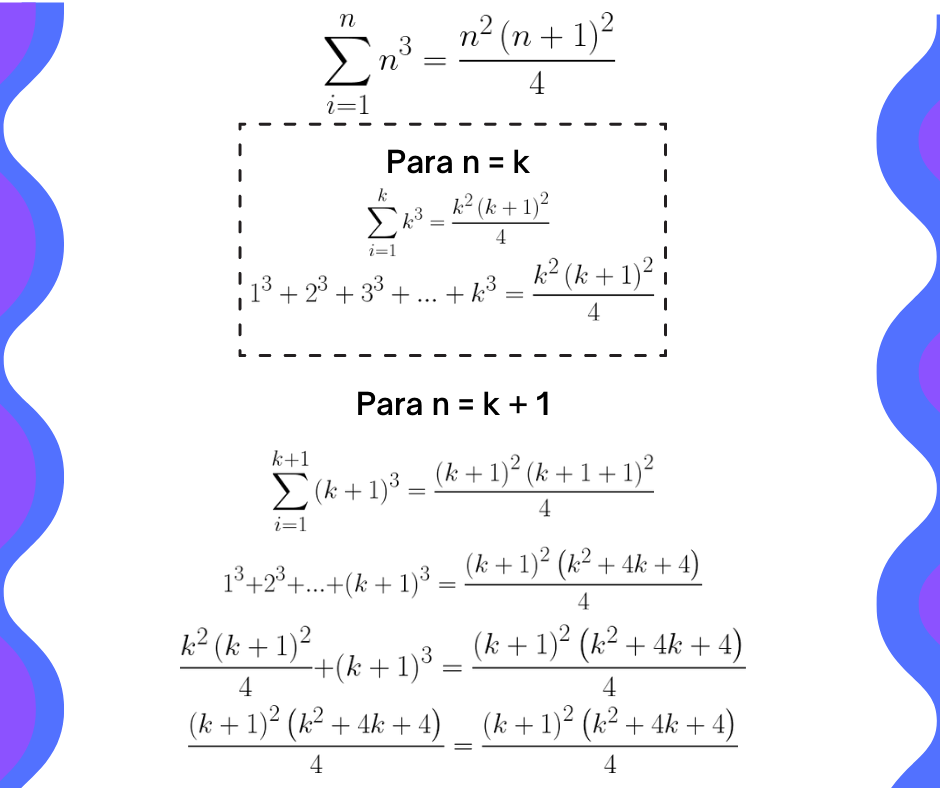 $$\sum_{i=1}^{n} n^3 = \frac{n^2 (n+1)^2}{4}$$
Para n = k
$$\sum_{i=1}^{k} k^3 = \frac{k^2 (k+1)^2}{4}$$
$$1^3 + 2^3 + 3^3 + ... + k^3 = \frac{k^2 (k+1)^2}{4}$$
Para n = k + 1
$$\sum_{i=1}^{k+1} (k+1)^3 = \frac{(k+1)^2 (k+1+1)^2}{4}$$
$$1^3+2^3+...+(k+1)^3 = \frac{(k+1)^2 (k^2+4k+4)}{4}$$
$$\frac{k^2 (k+1)^2}{4}+(k+1)^3 = \frac{(k+1)^2 (k^2+4k+4)}{4}$$
$$\frac{(k+1)^2 (k^2+4k+4)}{4} = \frac{(k+1)^2 (k^2+4k+4)}{4}$$